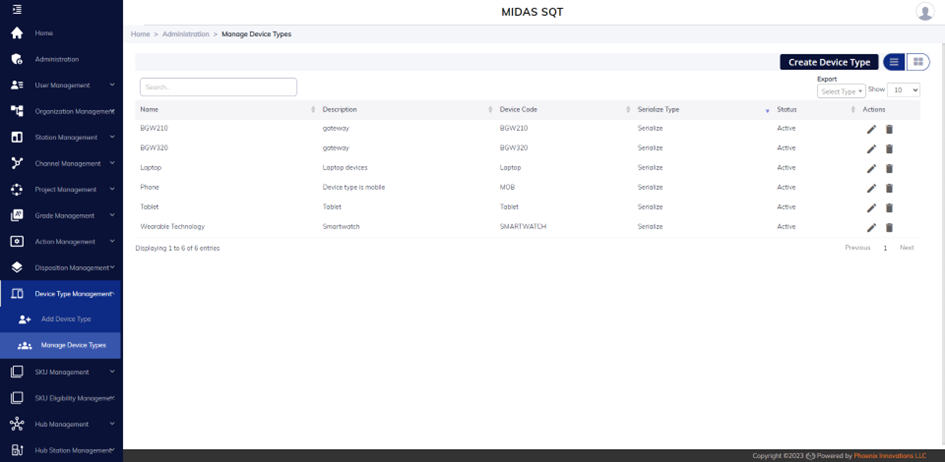 MIDAS SQT
Home
Administration
User Management
Organization Management
Station Management
Channel Management
Project Management
Grade Management
Action Management
Disposition Management
Device Type Management
Add Device Type
Manage Device Types
SKU Management
SKU Eligibility Management
Hub Management
Hub Station Management
Home > Administration > Manage Device Types
Create Device Type
Search...
Export
Select Type
Show 10
Name Description Device Code Serialize Type Status Actions
BGW210 gateway BGW210 Serialize Active
BGW320 gateway BGW320 Serialize Active
Laptop Laptop devices Laptop Serialize Active
Phone Device type is mobile MOB Serialize Active
Tablet Tablet Tablet Serialize Active
Wearable Technology Smartwatch SMARTWATCH Serialize Active
Displaying 1 to 6 of 6 entries
Previous 1 Next
Copyright ©2023 Powered by Phoenix Innovations LLC